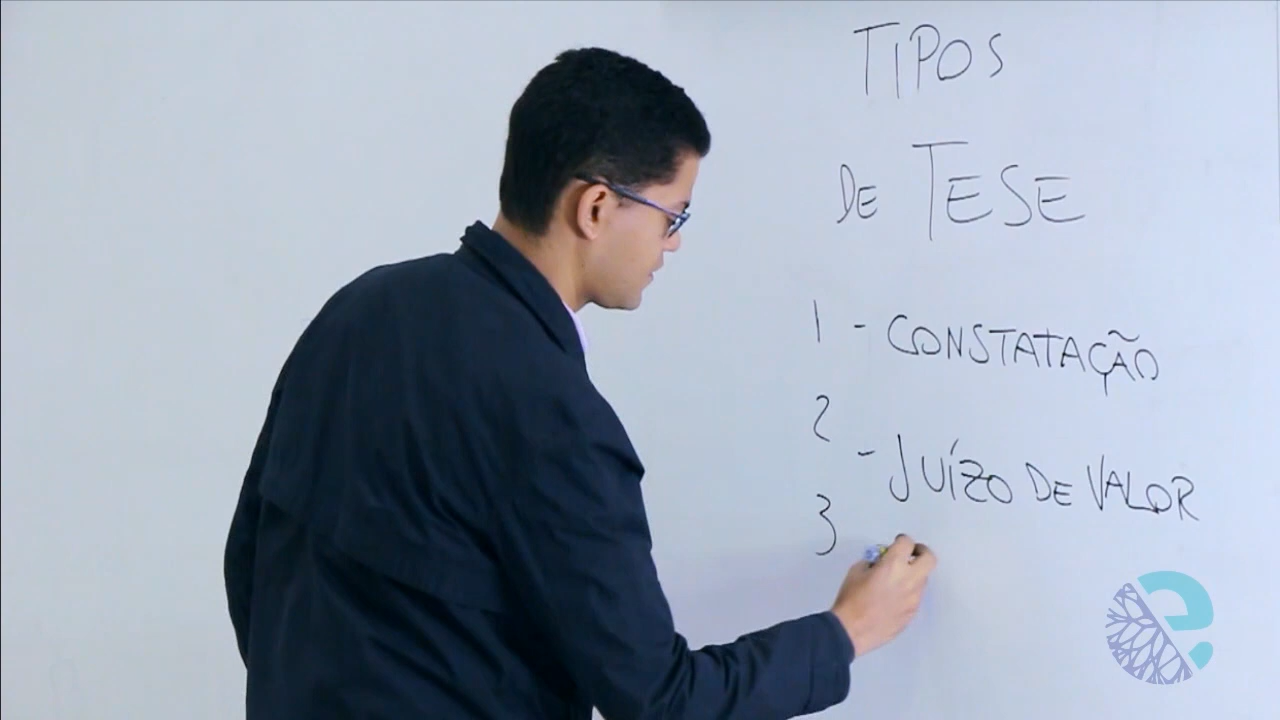 TIPOS
DE TESE
1 - CONSTATAÇÃO
2 - JUÍZO DE VALOR
3